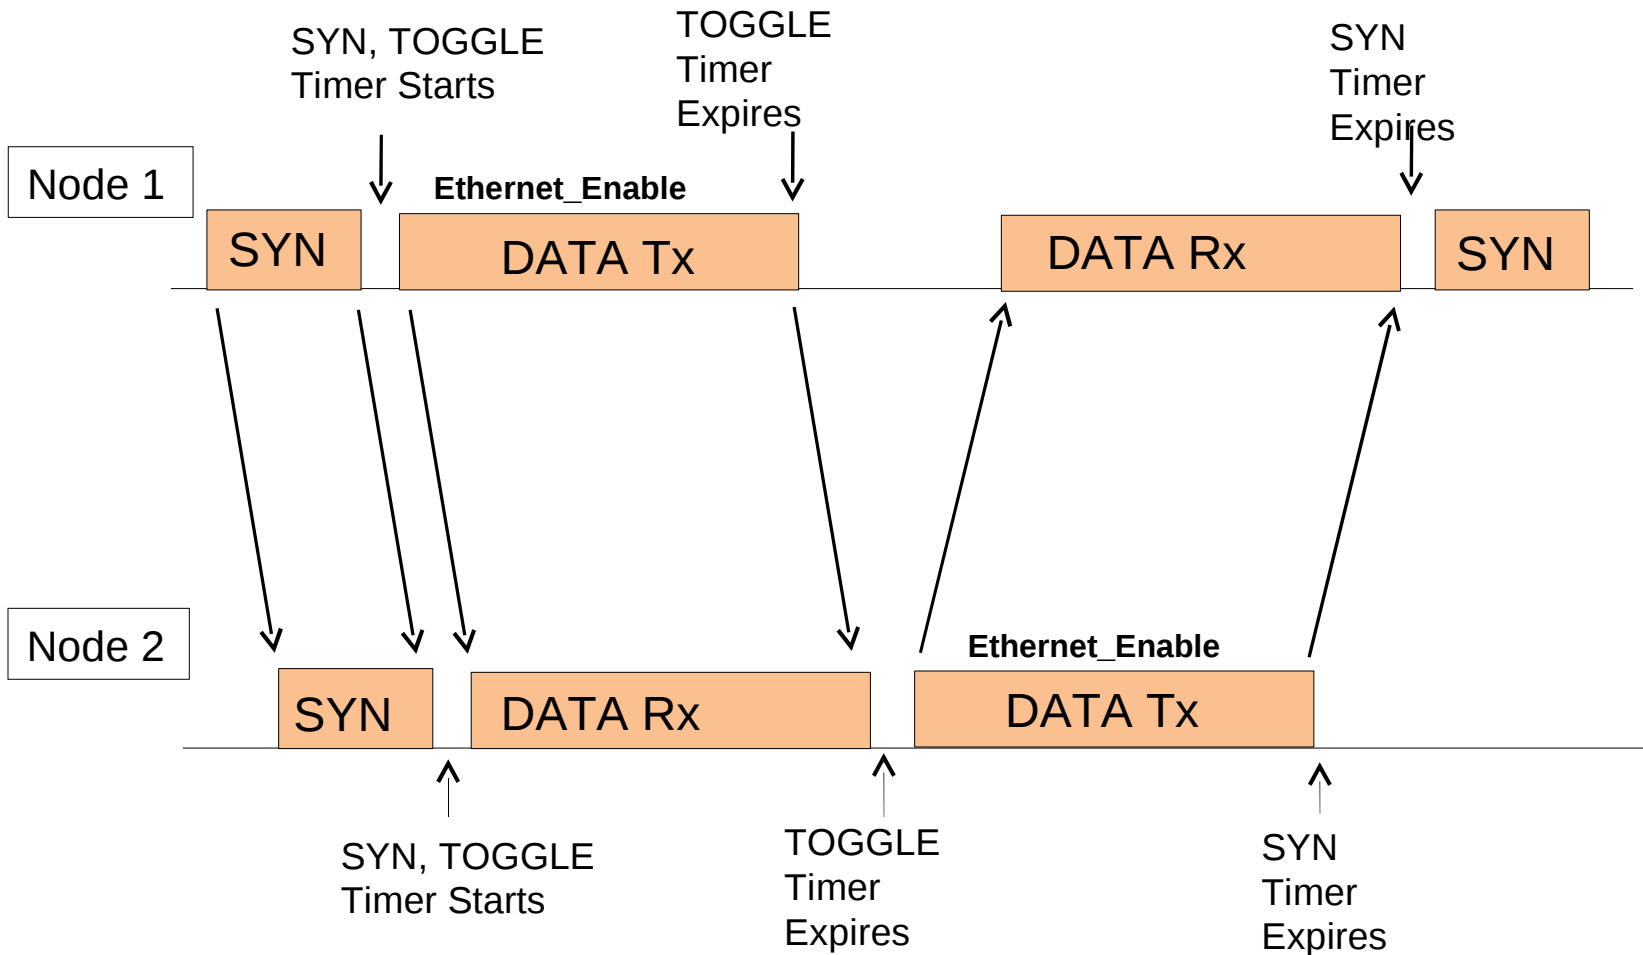 SYN, TOGGLE
Timer Starts
TOGGLE
Timer
Expires
SYN
Timer
Expires
Node 1
Ethernet_Enable
SYN
DATA Tx
DATA Rx
SYN
Node 2
Ethernet_Enable
SYN
DATA Rx
DATA Tx
SYN, TOGGLE
Timer Starts
TOGGLE
Timer
Expires
SYN
Timer
Expires